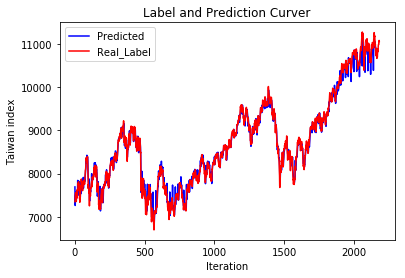 Label and Prediction Curver
Predicted
Real_Label
11000
10000
9000
8000
7000
Taiwan Index
0
500
1000
1500
2000
Iteration